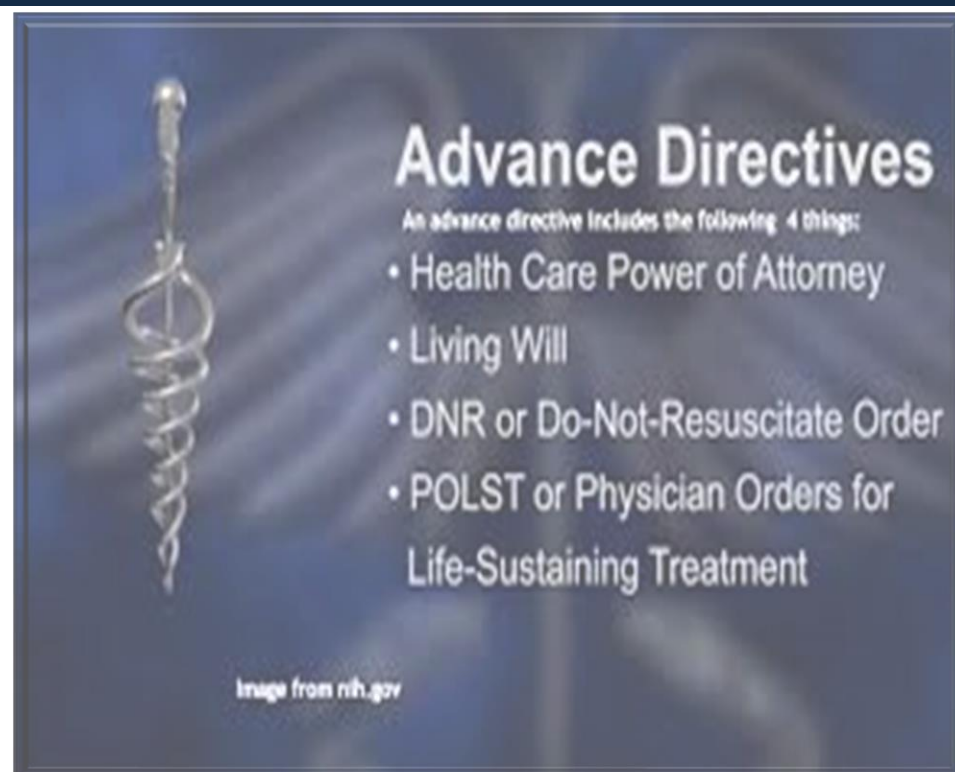 Advance Directives
An advance directive includes the following 4 things:
• Health Care Power of Attorney
• Living Will
• DNR or Do-Not-Resuscitate Order
• POLST or Physician Orders for
Life-Sustaining Treatment
Image from nih.gov